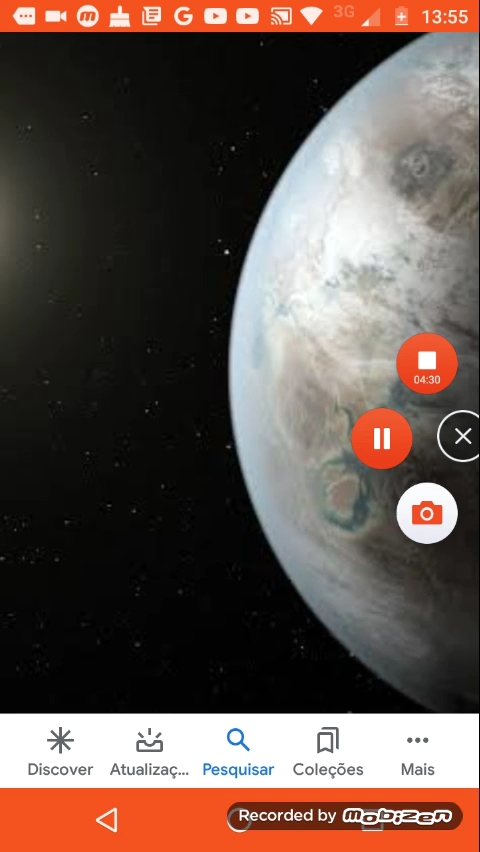 3G 13:55
04:30
Discover Atualizaç... Pesquisar Coleções Mais
Recorded by mobizen